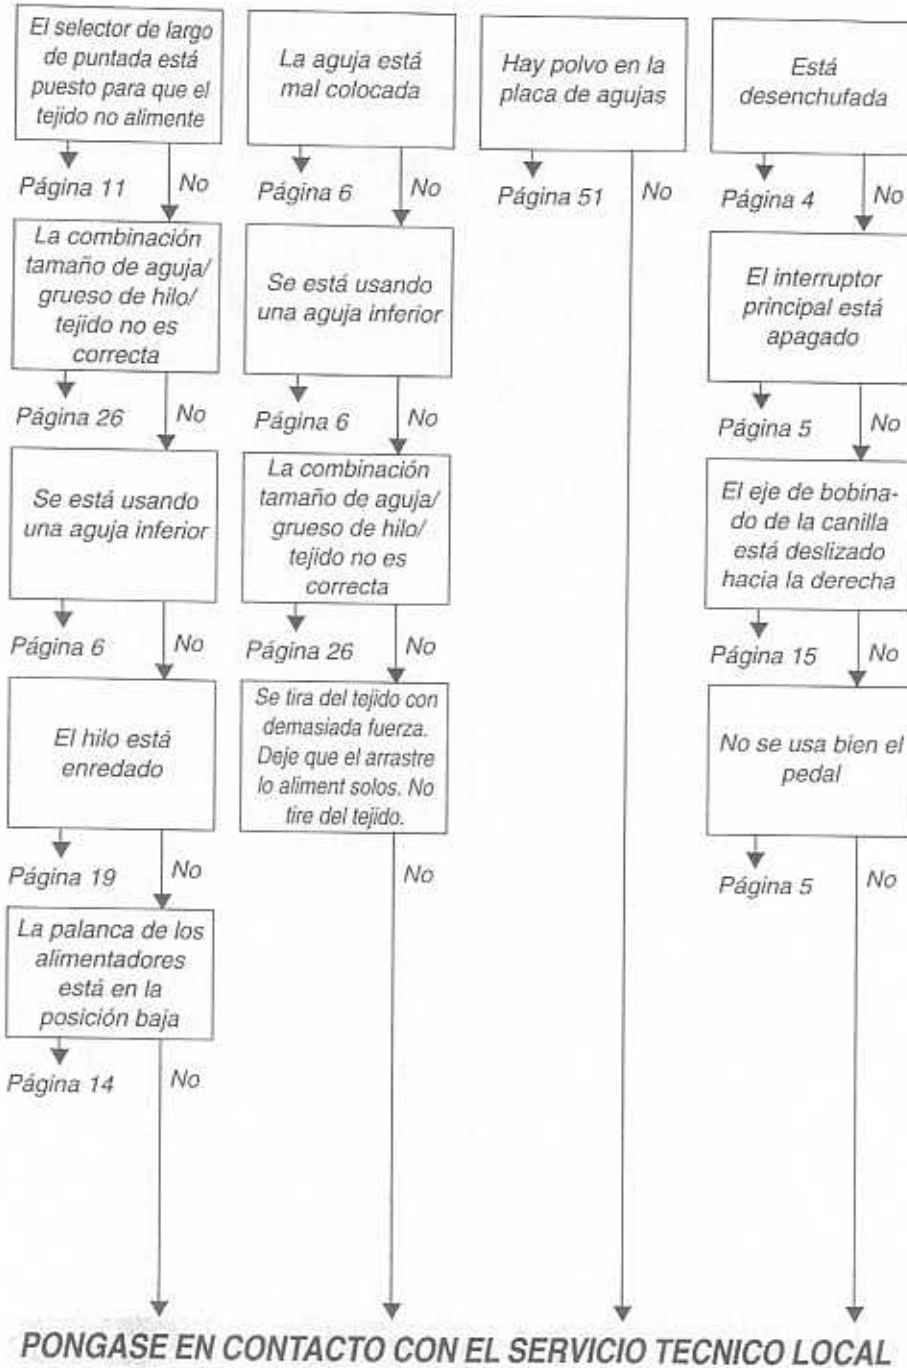 El selector de largo
de puntada está
puesto para que el
tejido no alimente
Página 11
No
La combinación
tamaño de aguja/
grueso de hilo/
tejido no es
correcta
Página 26
No
Se está usando
una aguja inferior
Página 6
No
El hilo está
enredado
Página 19
No
La palanca de los
alimentadores
está en la
posición baja
Página 14
No
La aguja está
mal colocada
Página 6
No
Se está usando
una aguja inferior
Página 6
No
La combinación
tamaño de aguja/
grueso de hilo/
tejido no es
correcta
Página 26
No
Se tira del tejido con
demasiada fuerza.
Deje que el arrastre
lo aliment solos. No
tire del tejido.
No
Hay polvo en la
placa de agujas
Página 51
No
Está
desenchufada
Página 4
No
El interruptor
principal está
apagado
Página 5
No
El eje de bobina-
do de la canilla
está deslizado
hacia la derecha
Página 15
No
No se usa bien el
pedal
Página 5
No
PONGASE EN CONTACTO CON EL SERVICIO TECNICO LOCAL